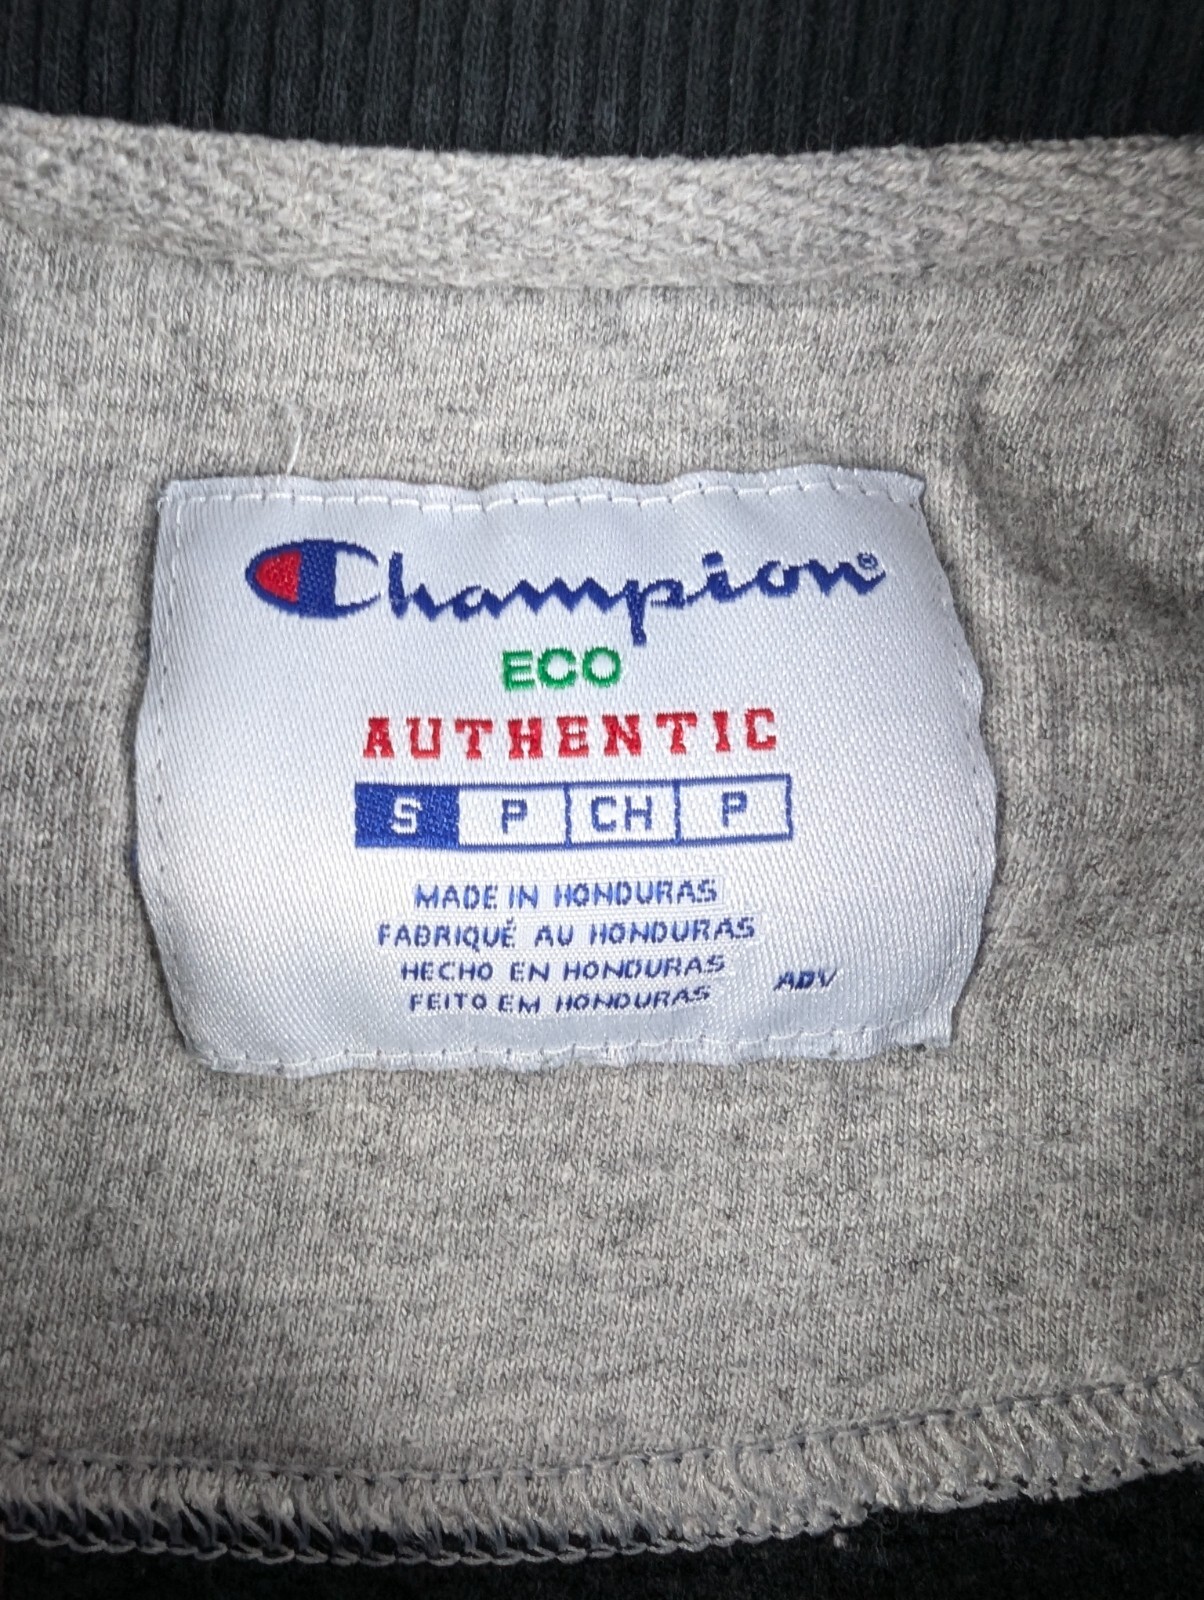 Champion®
ECO
AUTHENTIC
S P CH P
MADE IN HONDURAS
FABRIQUÉ AU HONDURAS
HECHO EN HONDURAS
FEITO EM HONDURAS ADV